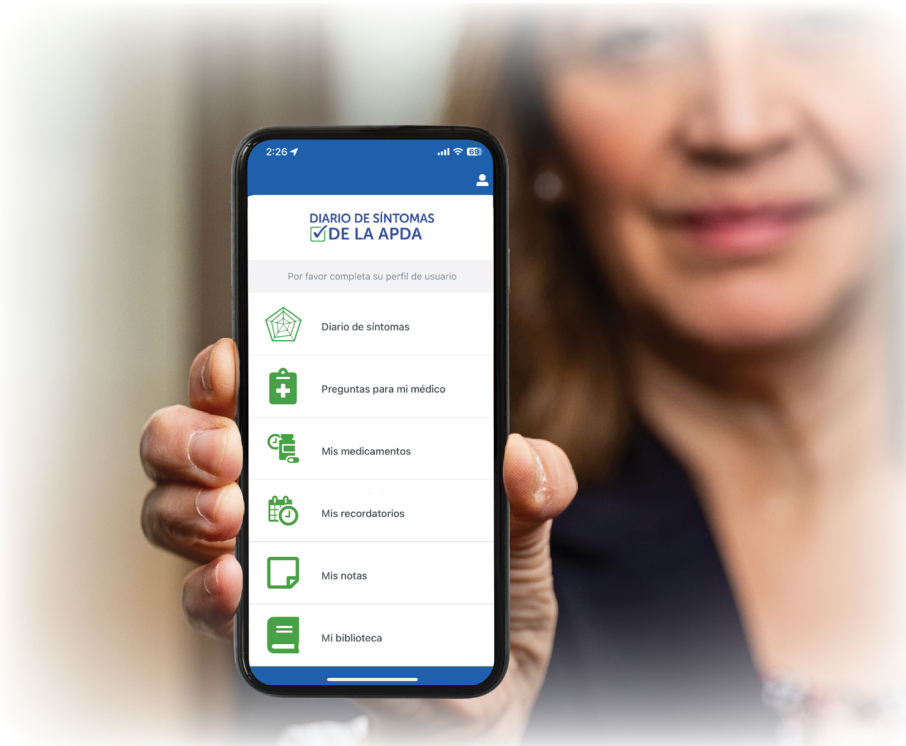 2:26
69
DIARIO DE SÍNTOMAS
DE LA APDA
Por favor completa su perfil de usuario
Diario de síntomas
Preguntas para mi médico
Mis medicamentos
Mis recordatorios
Mis notas
Mi biblioteca